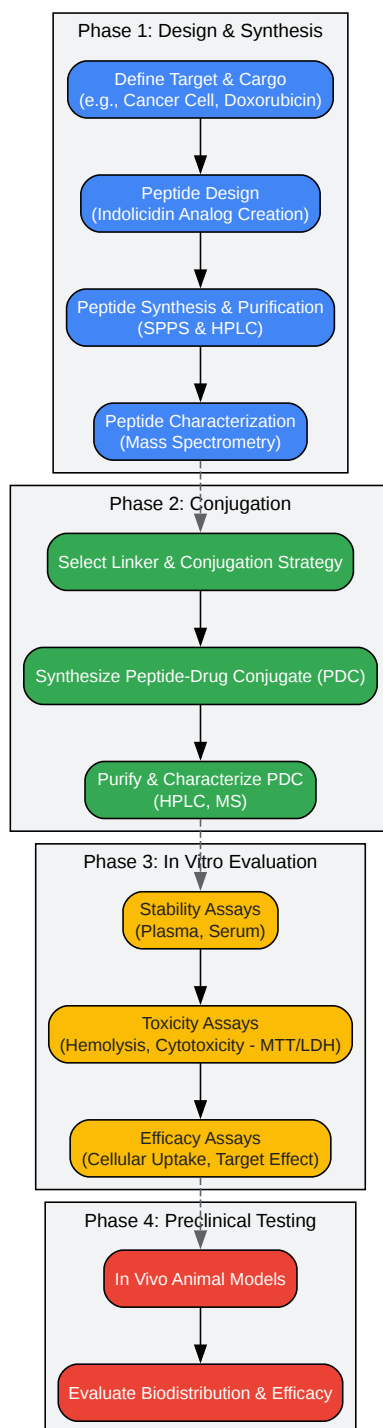 Phase 1: Design & Synthesis
Define Target & Cargo
(e.g., Cancer Cell, Doxorubicin)
Peptide Design
(Indolicidin Analog Creation)
Peptide Synthesis & Purification
(SPPS & HPLC)
Peptide Characterization
(Mass Spectrometry)
Phase 2: Conjugation
Select Linker & Conjugation Strategy
Synthesize Peptide-Drug Conjugate (PDC)
Purify & Characterize PDC
(HPLC, MS)
Phase 3: In Vitro Evaluation
Stability Assays
(Plasma, Serum)
Toxicity Assays
(Hemolysis, Cytotoxicity - MTT/LDH)
Efficacy Assays
(Cellular Uptake, Target Effect)
Phase 4: Preclinical Testing
In Vivo Animal Models
Evaluate Biodistribution & Efficacy